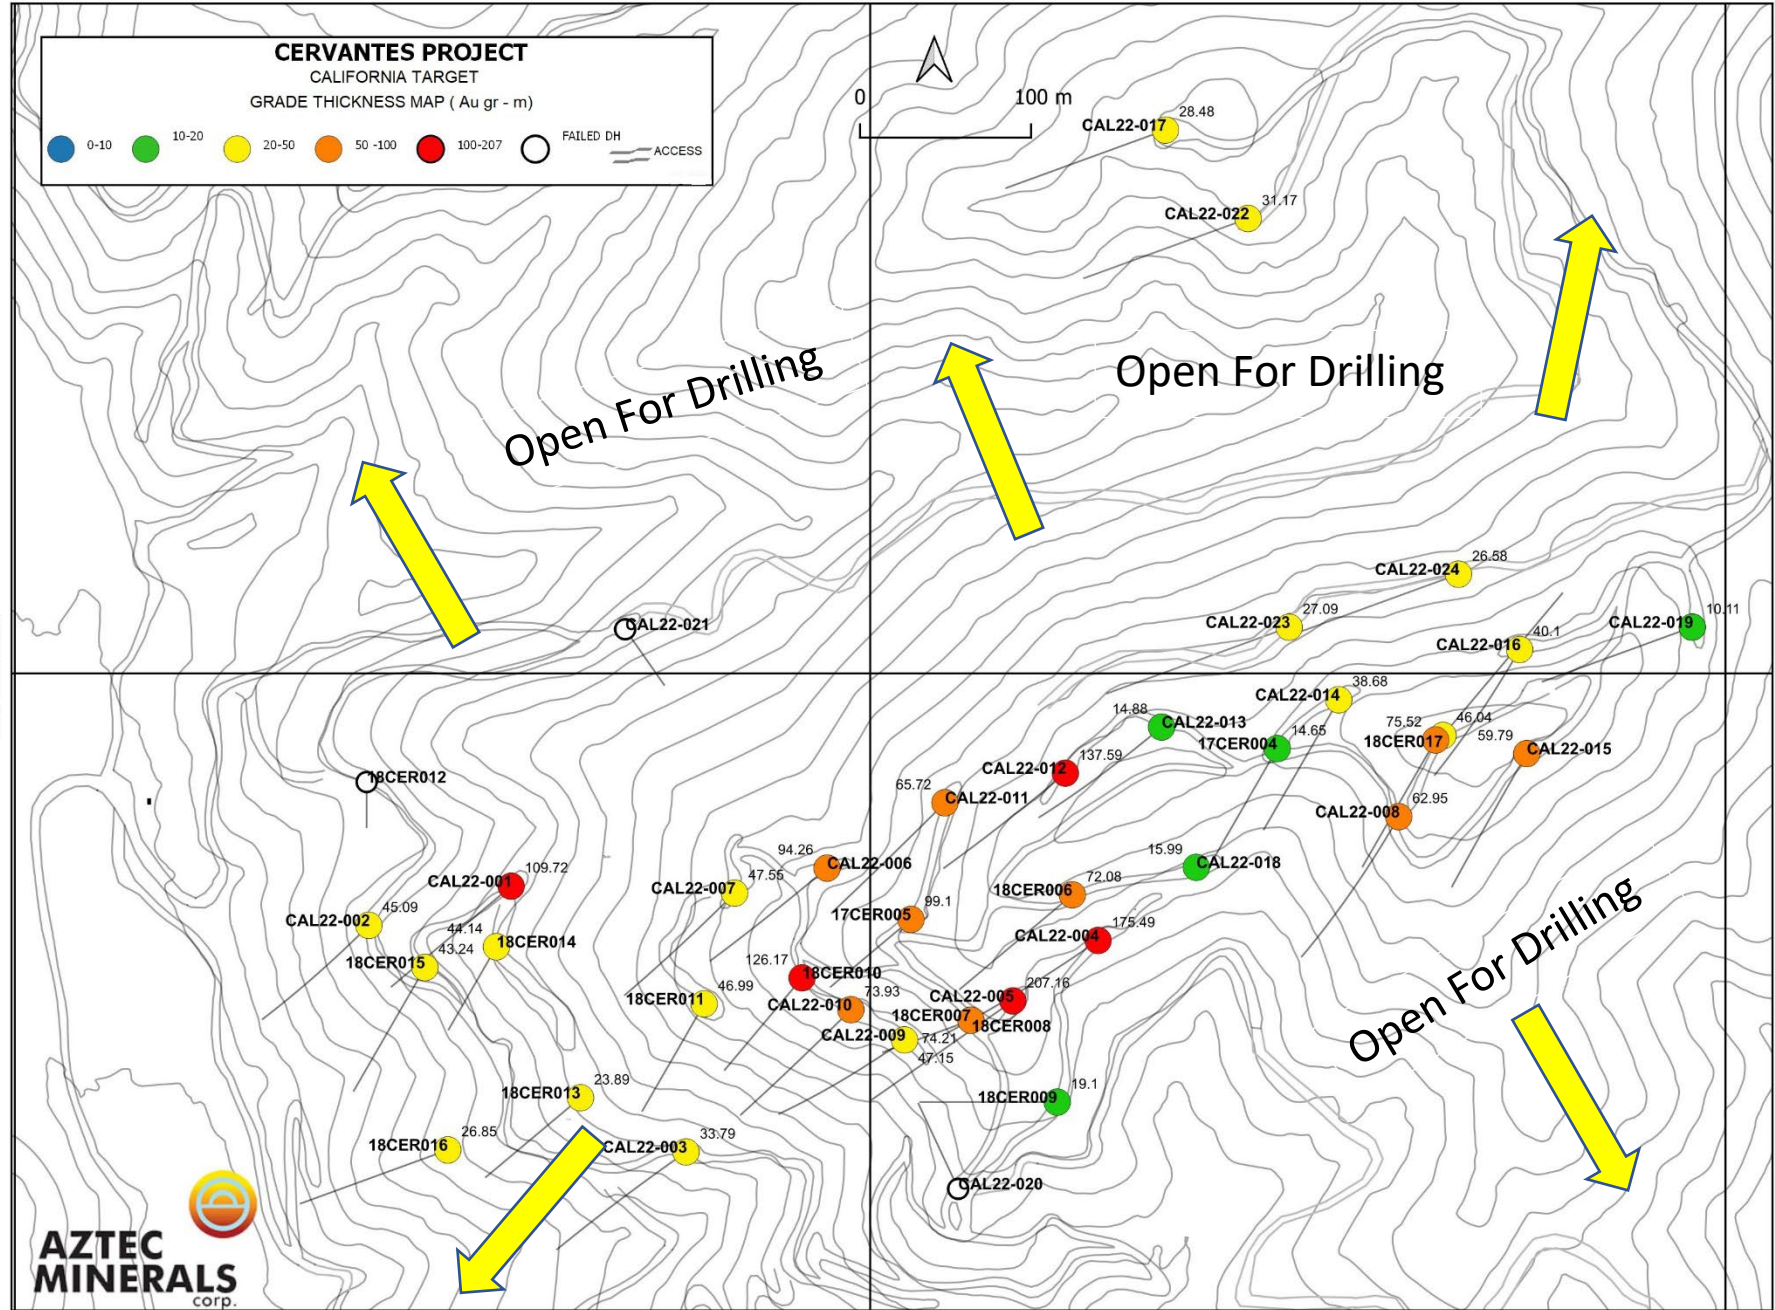 CERVANTES PROJECT
CALIFORNIA TARGET
GRADE THICKNESS MAP ( Au gr - m)
0-10
10-20
20-50
50 -100
100-207
FAILED DH
ACCESS
0
100 m
CAL22-017
28.48
CAL22-022
31.17
Open For Drilling
Open For Drilling
CAL22-024
26.58
CAL22-023
27.09
CAL22-019
10.11
CAL22-016
40.1
CAL22-021
CAL22-014
38.68
14.88
CAL22-013
17CER004
14.65
75.52
46.04
18CER017
59.79
CAL22-015
CAL22-012
137.59
18CER012
65.72
CAL22-011
CAL22-008
62.95
94.26
CAL22-006
15.99
CAL22-018
CAL22-001
109.72
CAL22-007
47.55
18CER006
72.08
CAL22-002
45.09
17CER005
99.1
44.14
18CER014
CAL22-004
175.49
43.24
18CER015
126.17
18CER010
18CER011
46.99
CAL22-010
73.93
CAL22-005
207.16
18CER007
18CER008
CAL22-009
74.21
47.15
Open For Drilling
18CER013
23.89
18CER009
19.1
18CER016
26.85
CAL22-003
33.79
CAL22-020
AZTEC
MINERALS
corp.